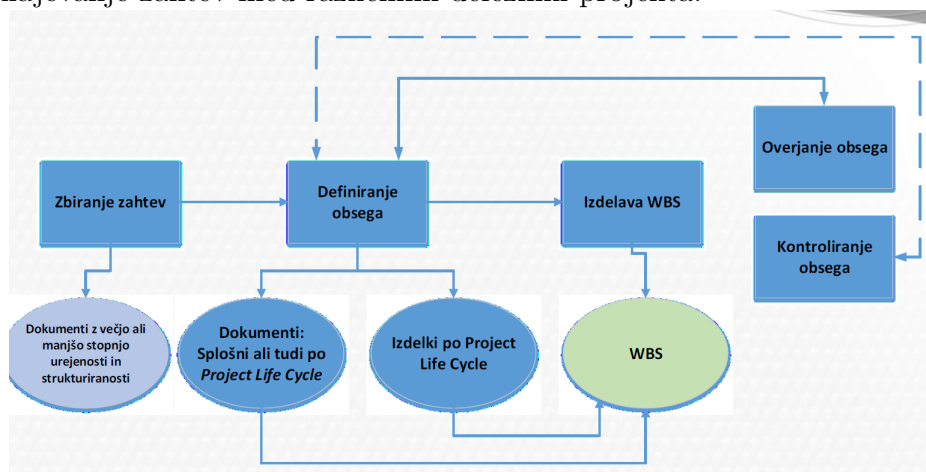 Overjanje obsega
Zbiranje zahtev
Definiranje
obsega
Izdelava WBS
Kontroliranje
obsega
Dokumenti z večjo ali
manjšo stopnjo
urejenosti in
strukturiranosti
Dokumenti:
Splošni ali tudi po
Project Life Cycle
Izdelki po Project
Life Cycle
WBS